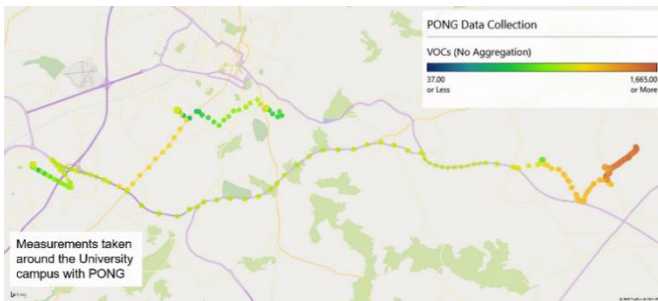 PONG Data Collection
VOCs (No Aggregation)
37.00
or Less
1,665.00
or More
Measurements taken
around the University
campus with PONG